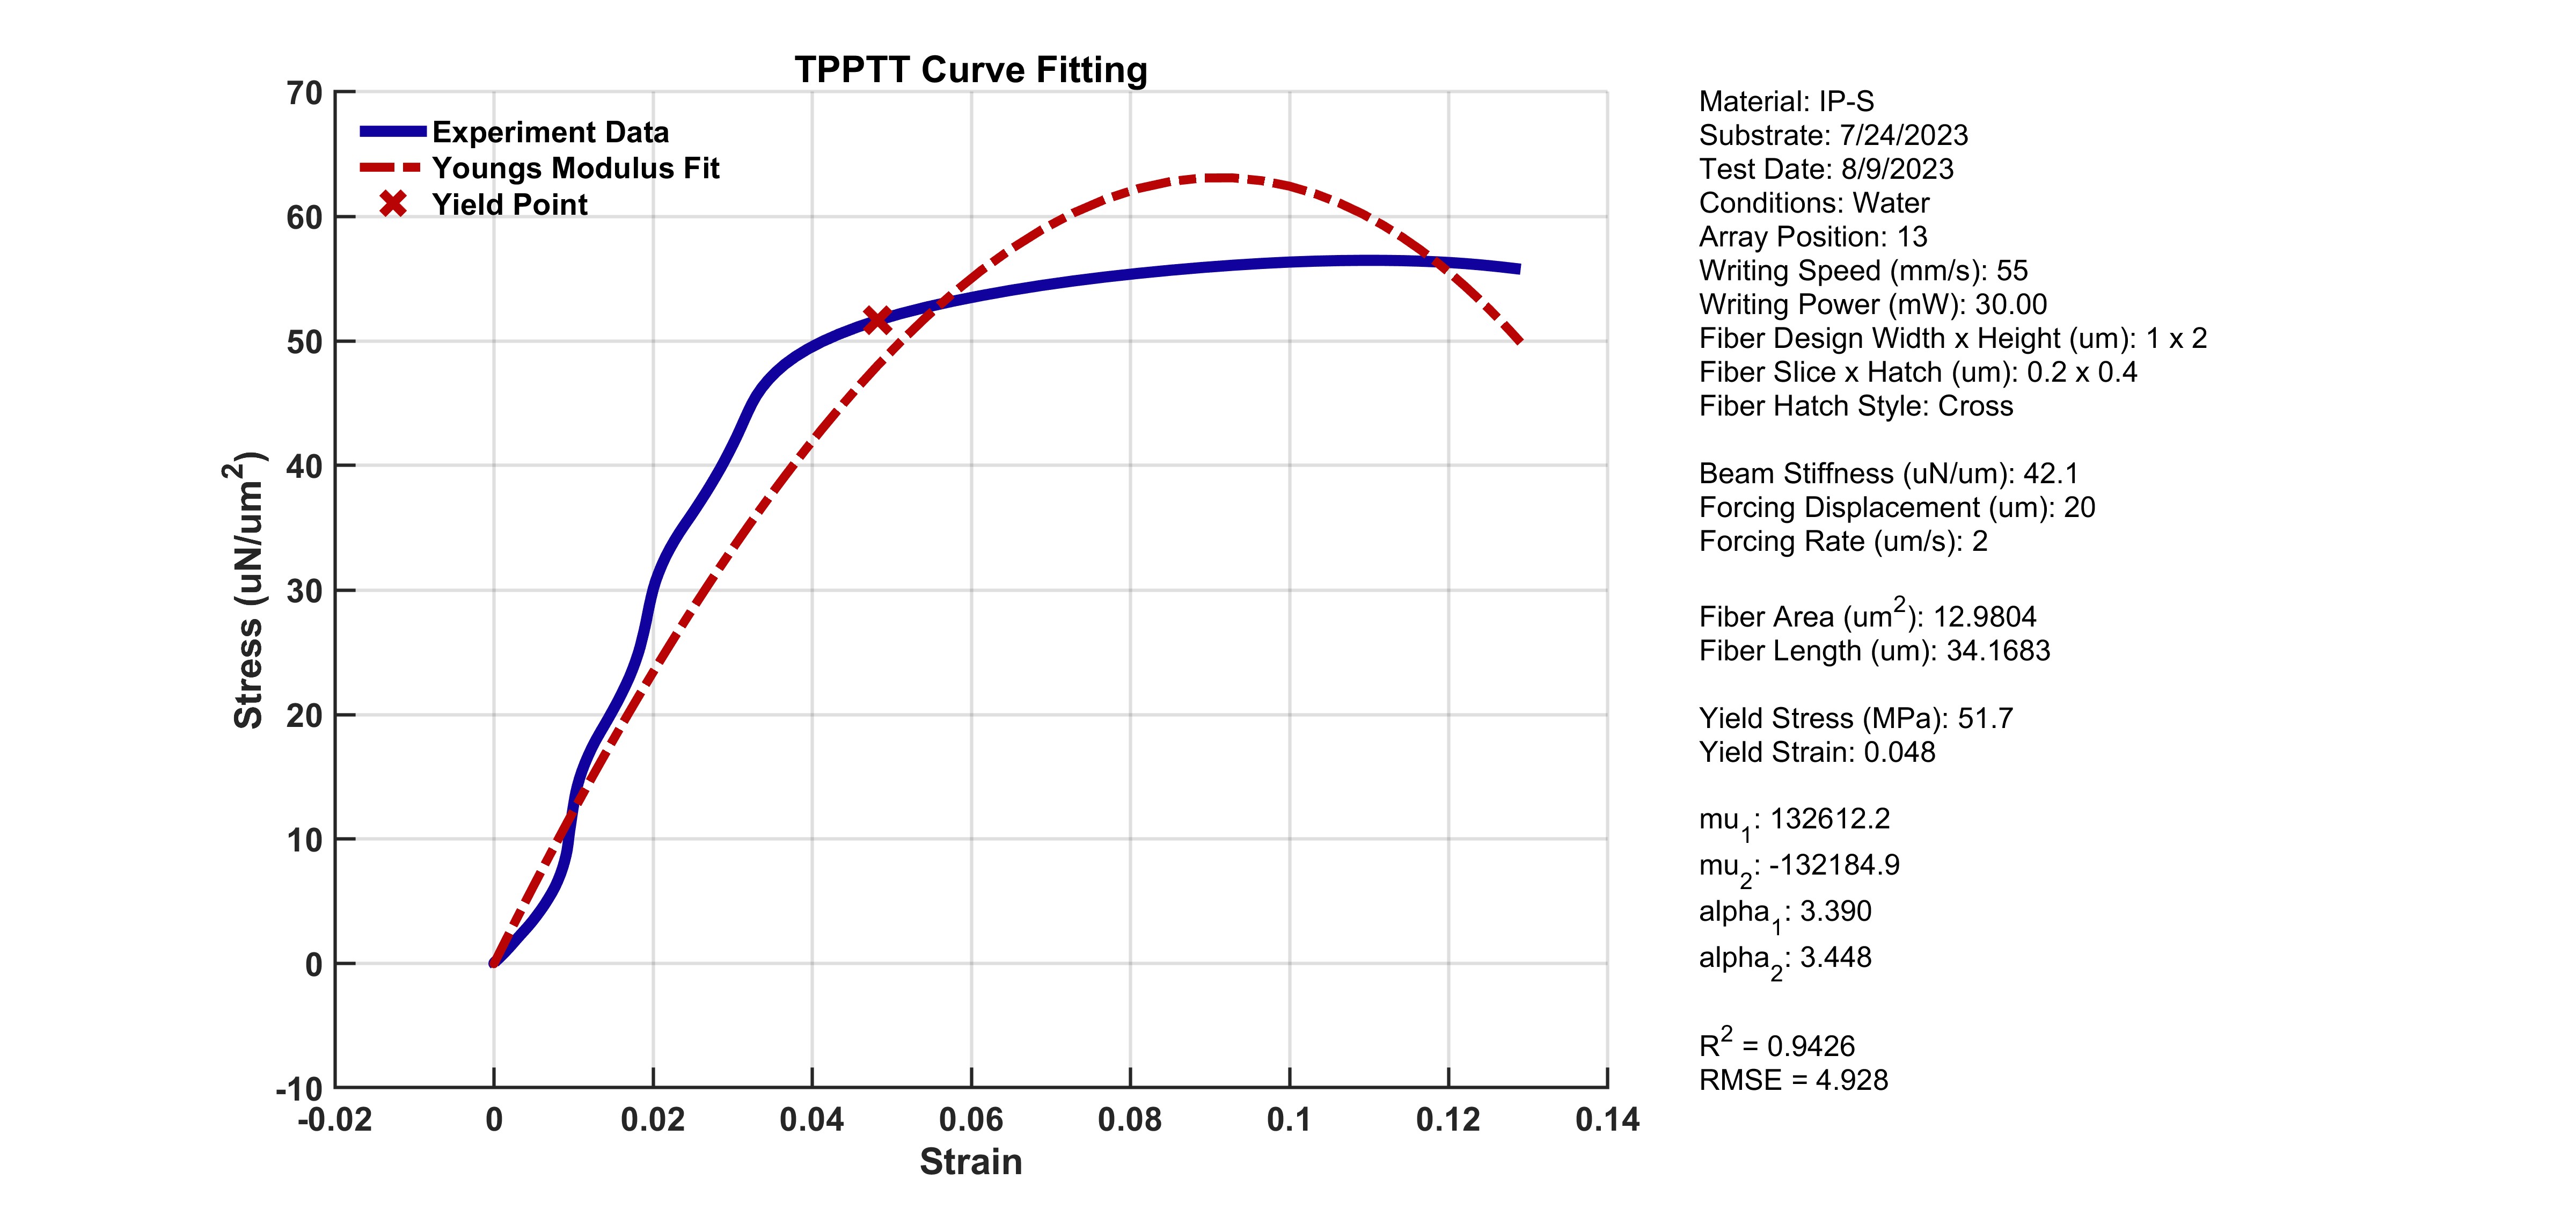 TPPTT Curve Fitting
70
60
50
40
30
20
10
0
-10
Stress (uN/um²)
Experiment Data
Youngs Modulus Fit
Yield Point
-0.02 0 0.02 0.04 0.06 0.08 0.1 0.12 0.14
Strain
Material: IP-S
Substrate: 7/24/2023
Test Date: 8/9/2023
Conditions: Water
Array Position: 13
Writing Speed (mm/s): 55
Writing Power (mW): 30.00
Fiber Design Width x Height (um): 1 x 2
Fiber Slice x Hatch (um): 0.2 x 0.4
Fiber Hatch Style: Cross
Beam Stiffness (uN/um): 42.1
Forcing Displacement (um): 20
Forcing Rate (um/s): 2
Fiber Area (um²): 12.9804
Fiber Length (um): 34.1683
Yield Stress (MPa): 51.7
Yield Strain: 0.048
mu₁: 132612.2
mu₂: -132184.9
alpha₁: 3.390
alpha₂: 3.448
R² = 0.9426
RMSE = 4.928